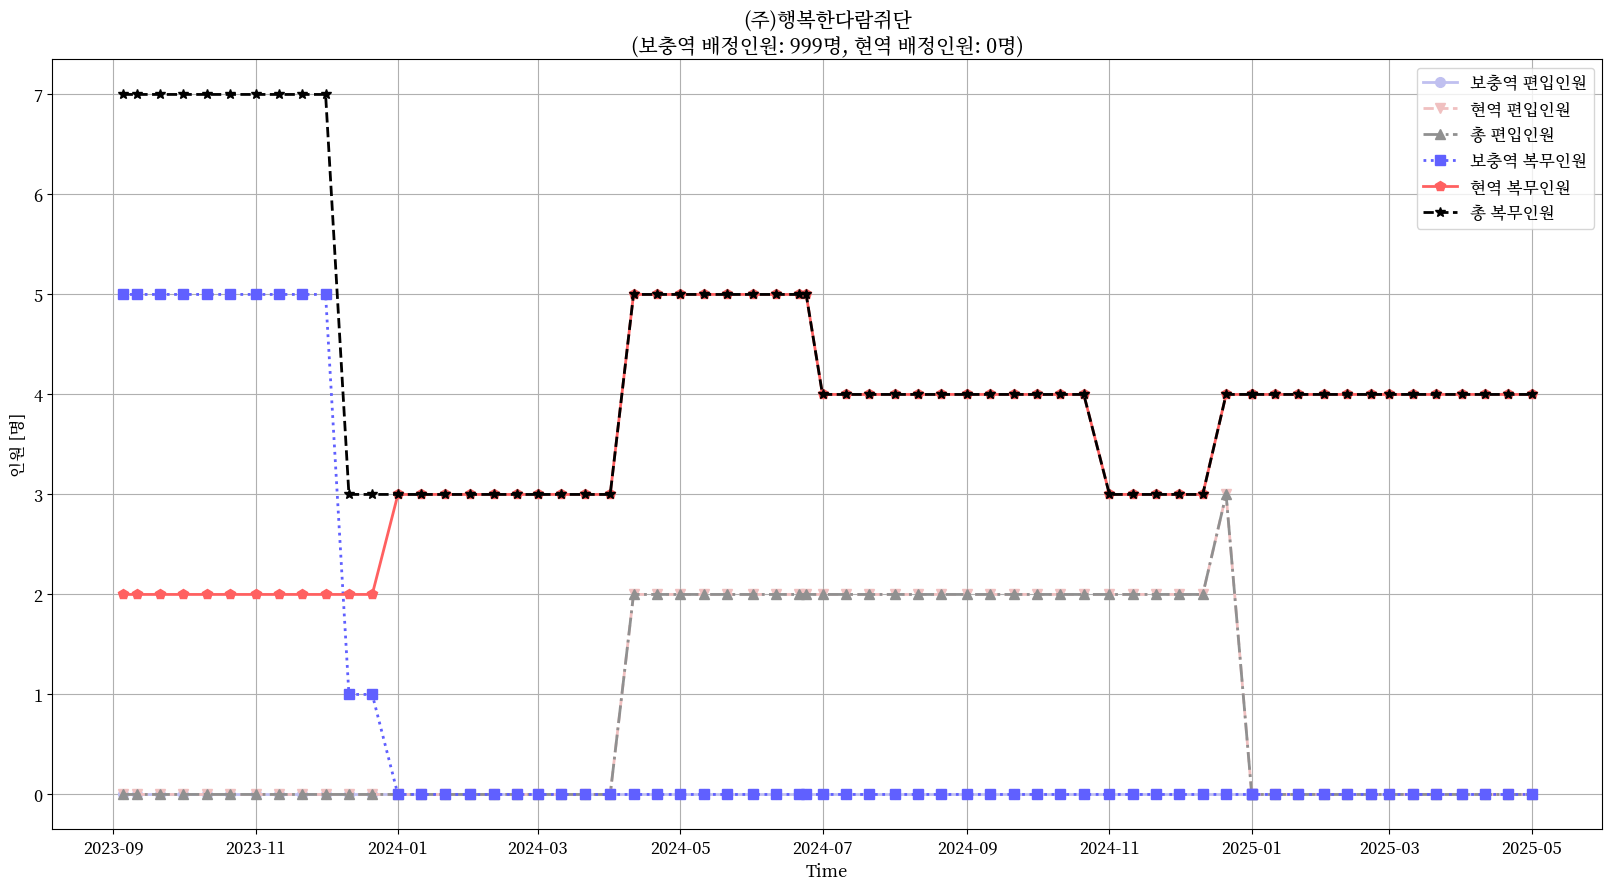 (주)행복한다람쥐단
(보충역 배정인원: 999명, 현역 배정인원: 0명)
보충역 편입인원
현역 편입인원
총 편입인원
보충역 복무인원
현역 복무인원
총 복무인원
인원 [명]
7
6
5
4
3
2
1
0
2023-09 2023-11 2024-01 2024-03 2024-05 2024-07 2024-09 2024-11 2025-01 2025-03 2025-05
Time